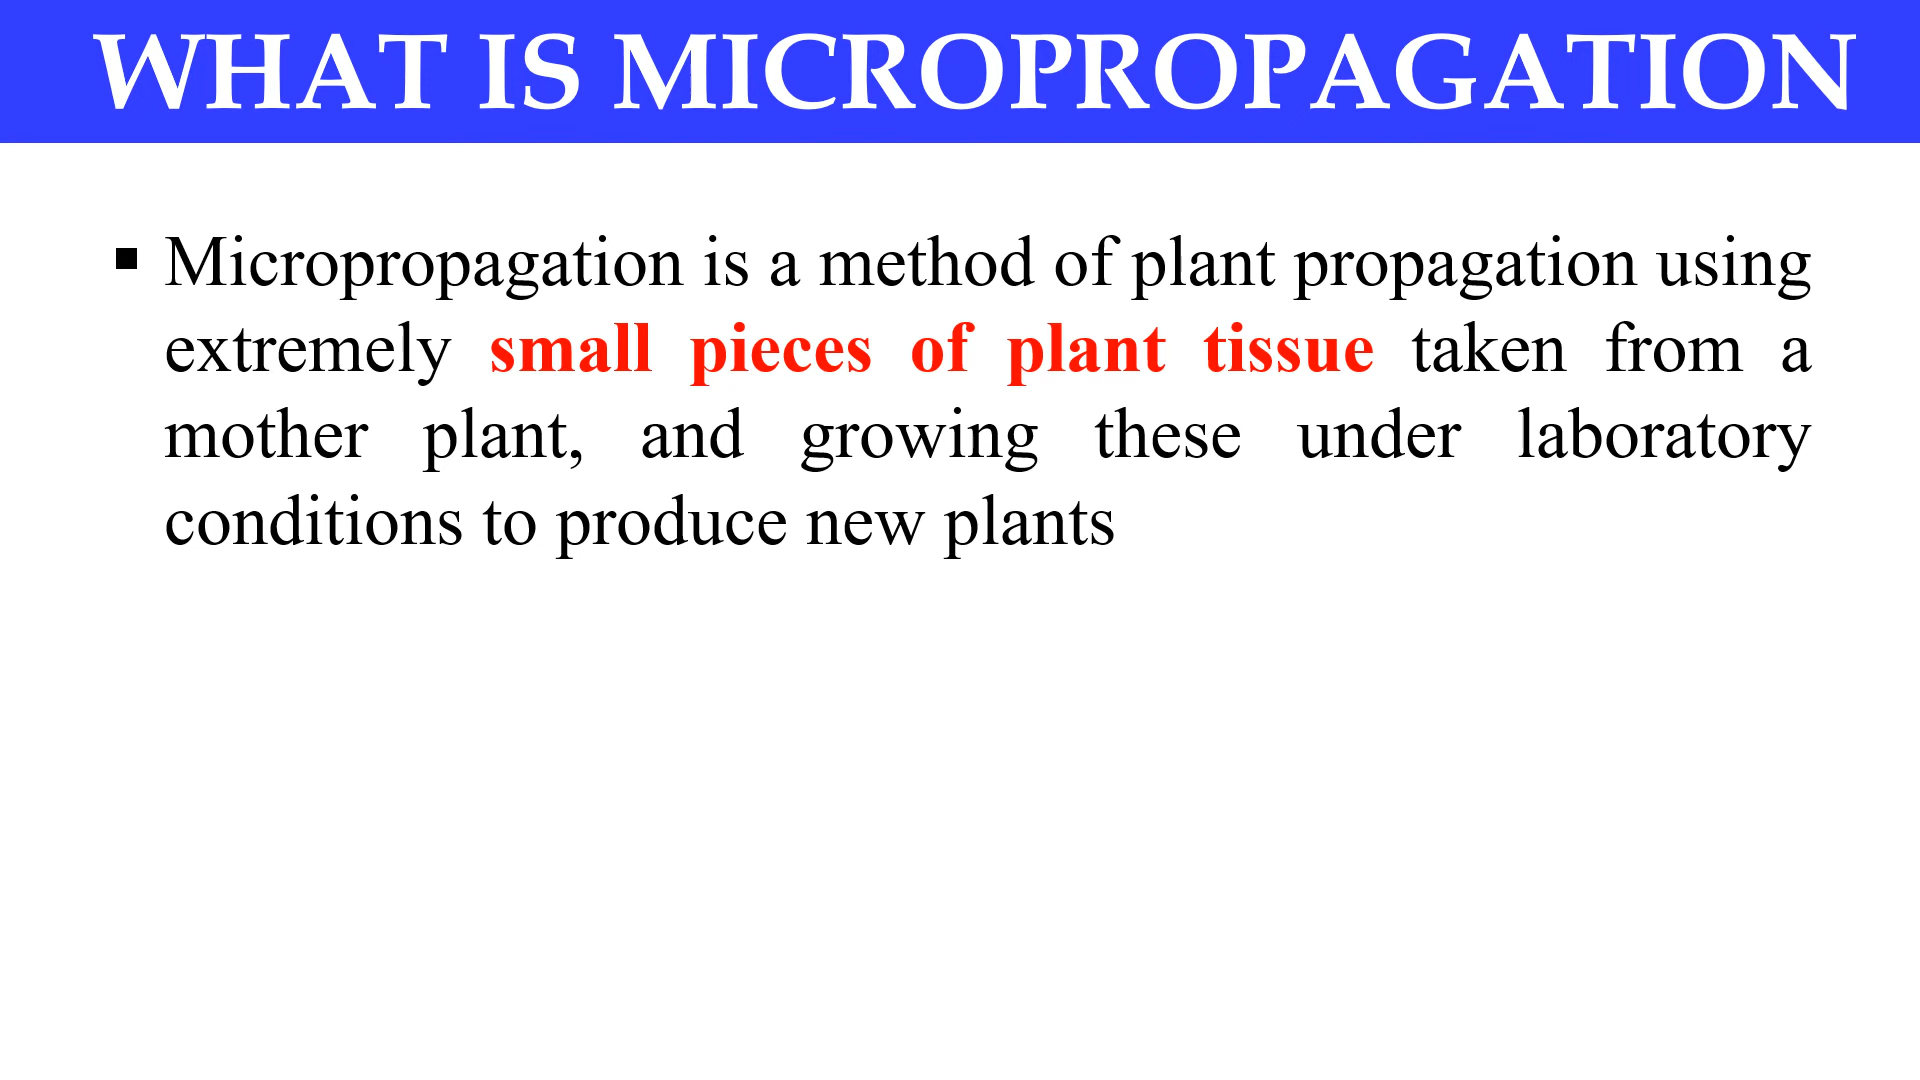 WHAT IS MICROPROPAGATION
▪ Micropropagation is a method of plant propagation using
extremely small pieces of plant tissue taken from a
mother plant, and growing these under laboratory
conditions to produce new plants